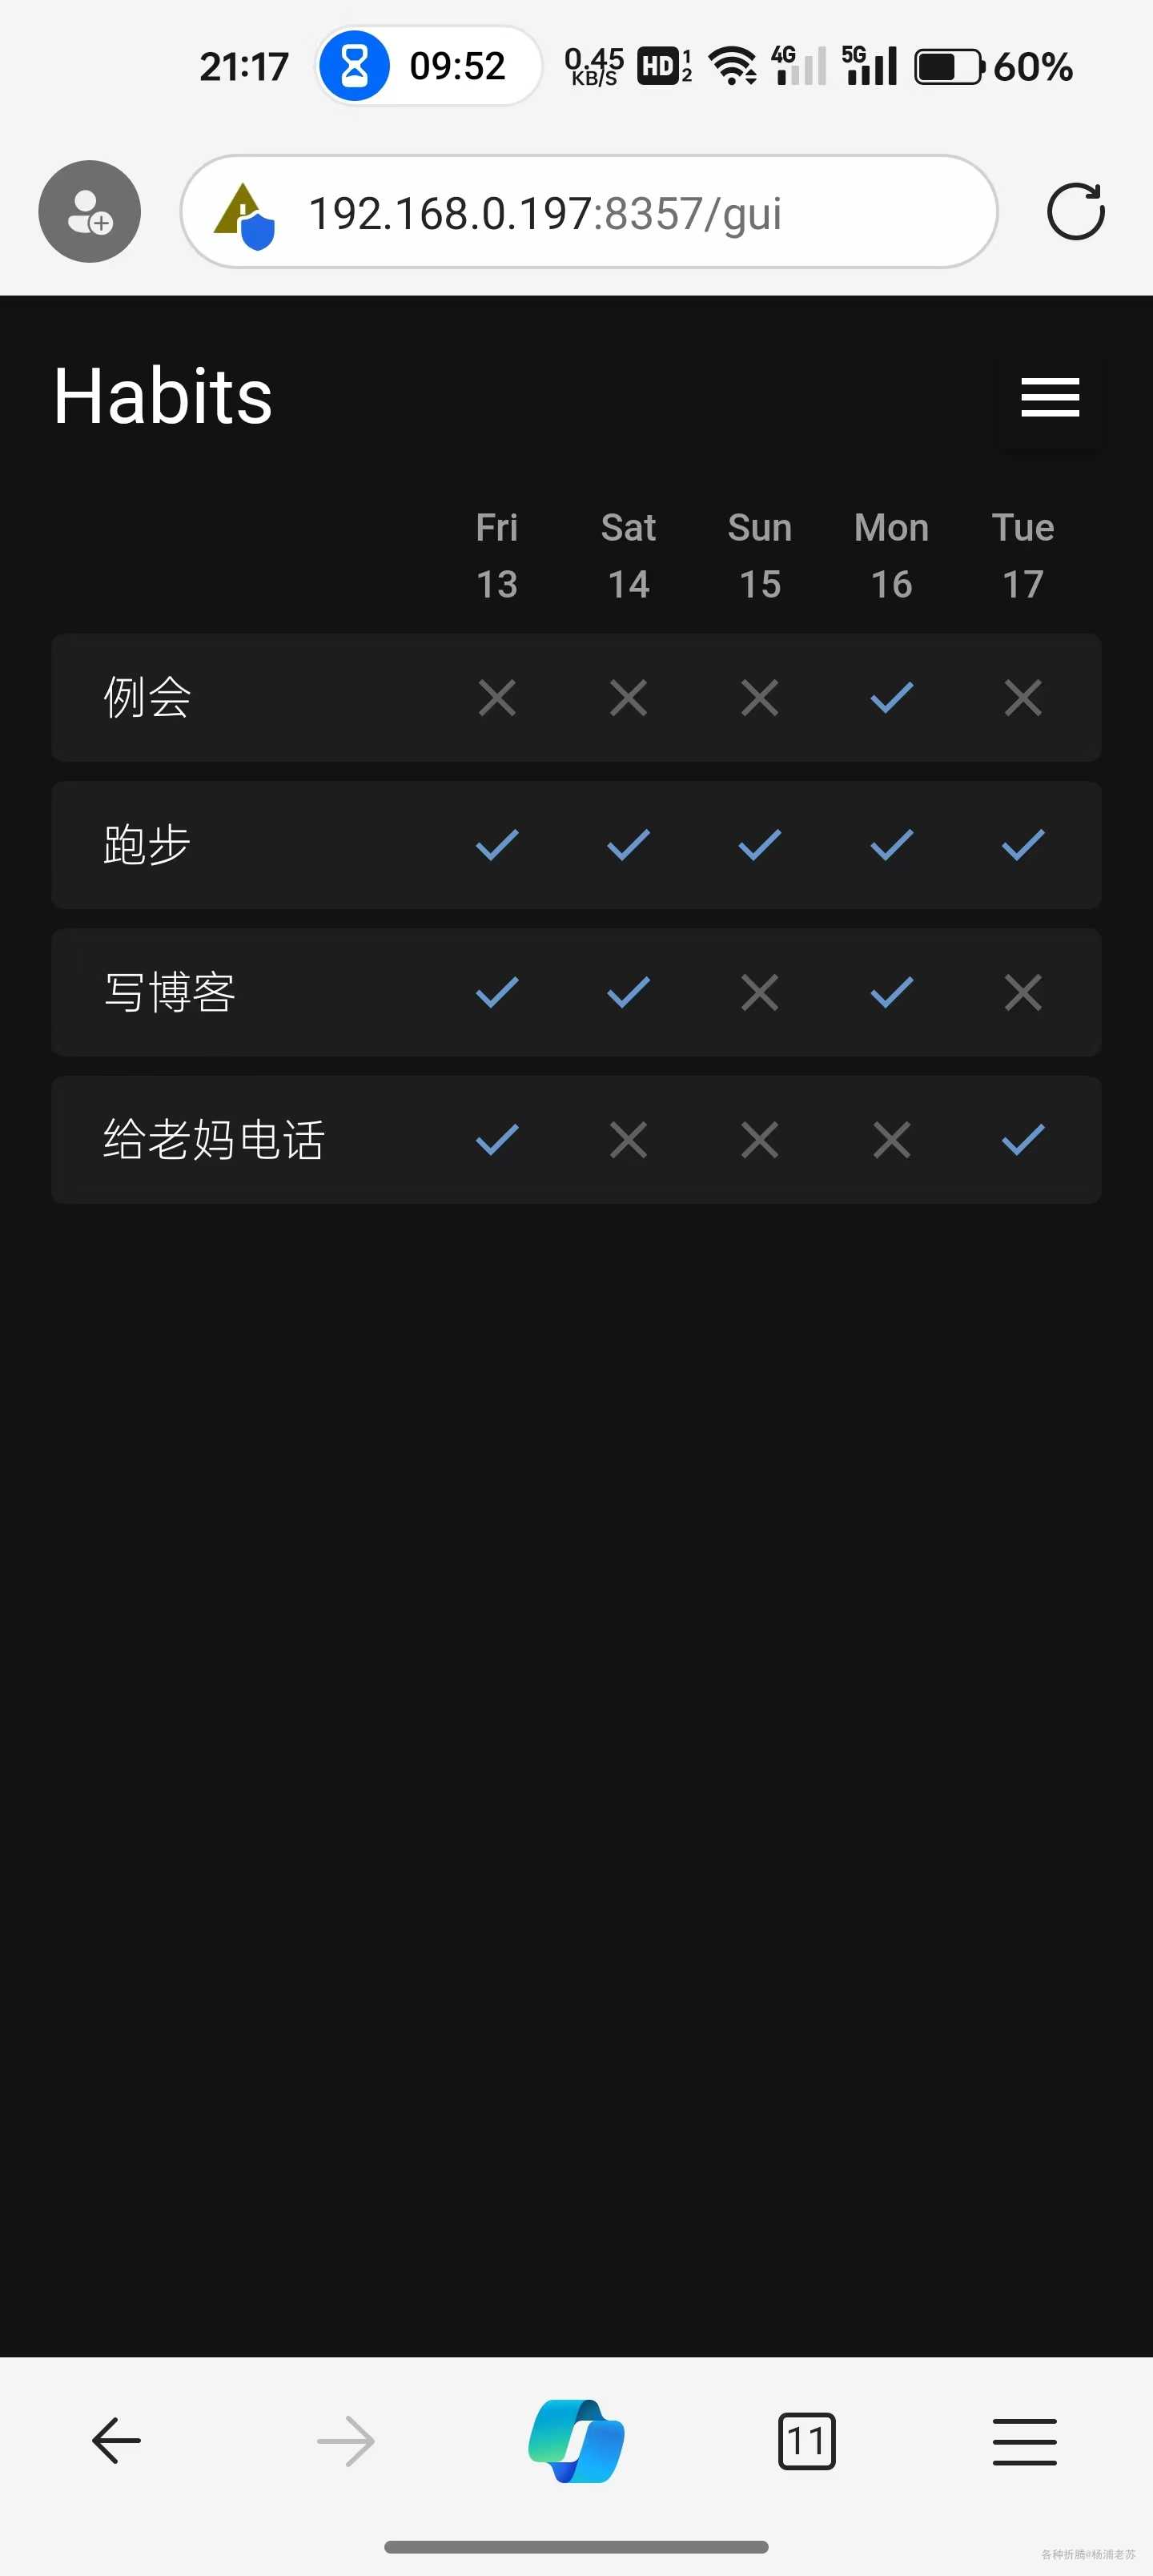 21:17 09:52 0.45 KB/S HD 1 2 4G 5G 60%
192.168.0.197:8357/gui
Habits
Fri Sat Sun Mon Tue
13 14 15 16 17
例会
跑步
写博客
给老妈电话
11
各种折腾#杨浦老苏